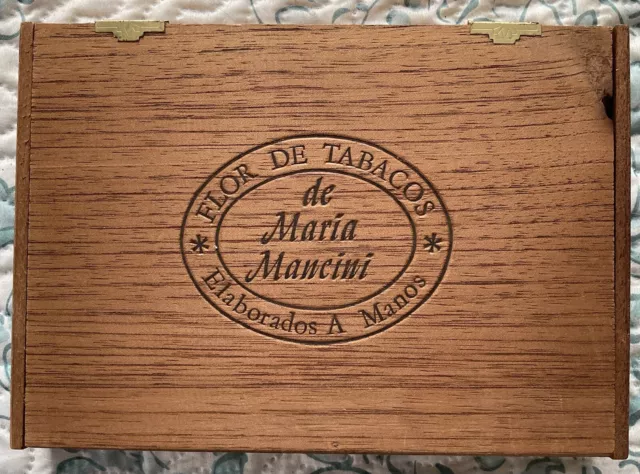 FLOR DE TABACOS
de
Maria
Mancini
Elaborados A Manos